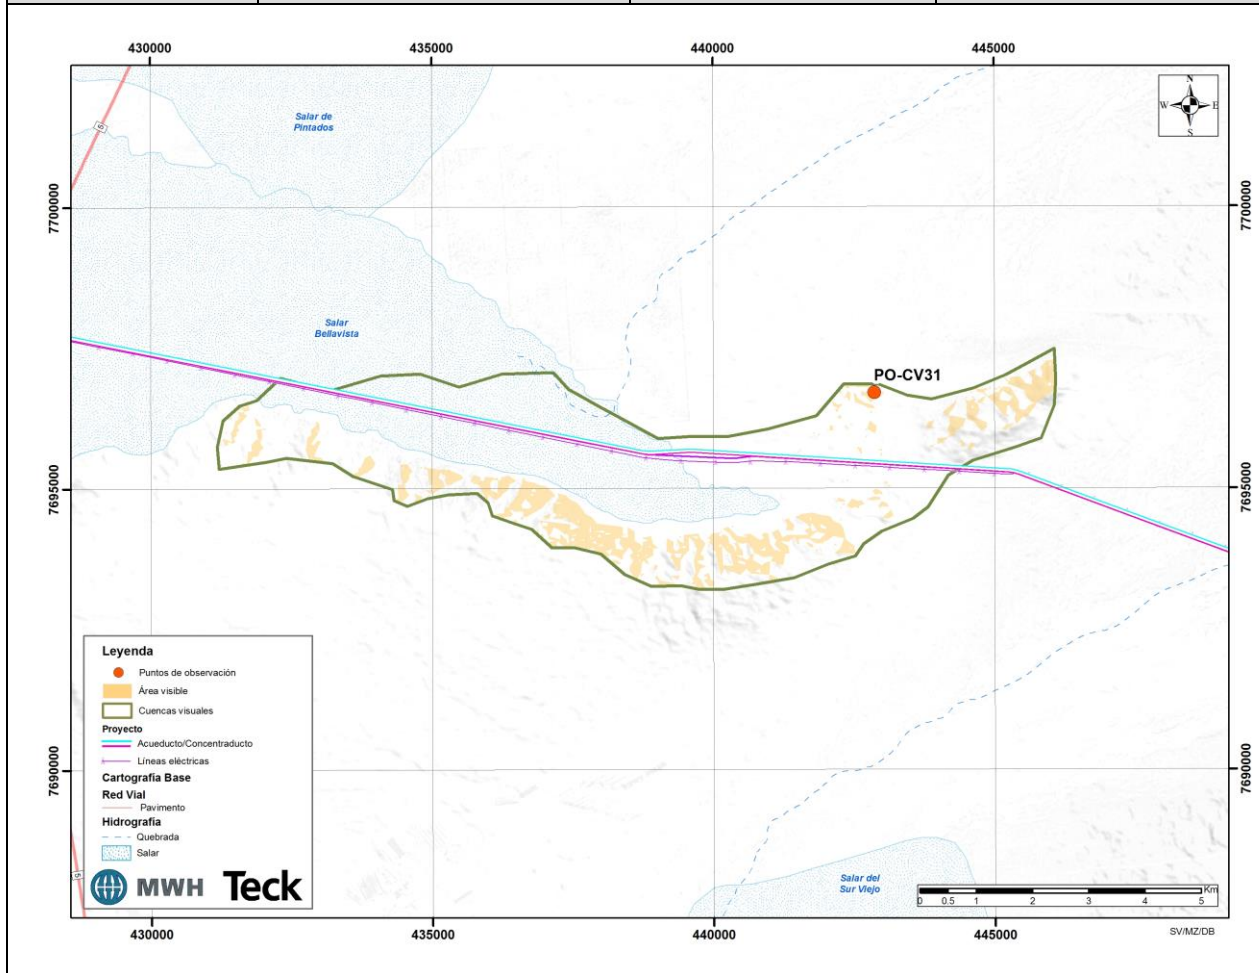 430000
435000
440000
445000
7700000
7695000
7690000
7700000
7695000
7690000
N
W
E
S
5
Salar de
Pintados
Salar
Bellavista
PO-CV31
Leyenda
Puntos de observación
Área visible
Cuencas visuales
Proyecto
Acueducto/Concentraducto
Líneas eléctricas
Cartografía Base
Red Vial
Pavimento
Hidrografía
Quebrada
Salar
5
MWH Teck
Salar del
Sur Viejo
Km
0 0.5 1 2 3 4 5
430000
435000
440000
445000
SV/MZ/DB